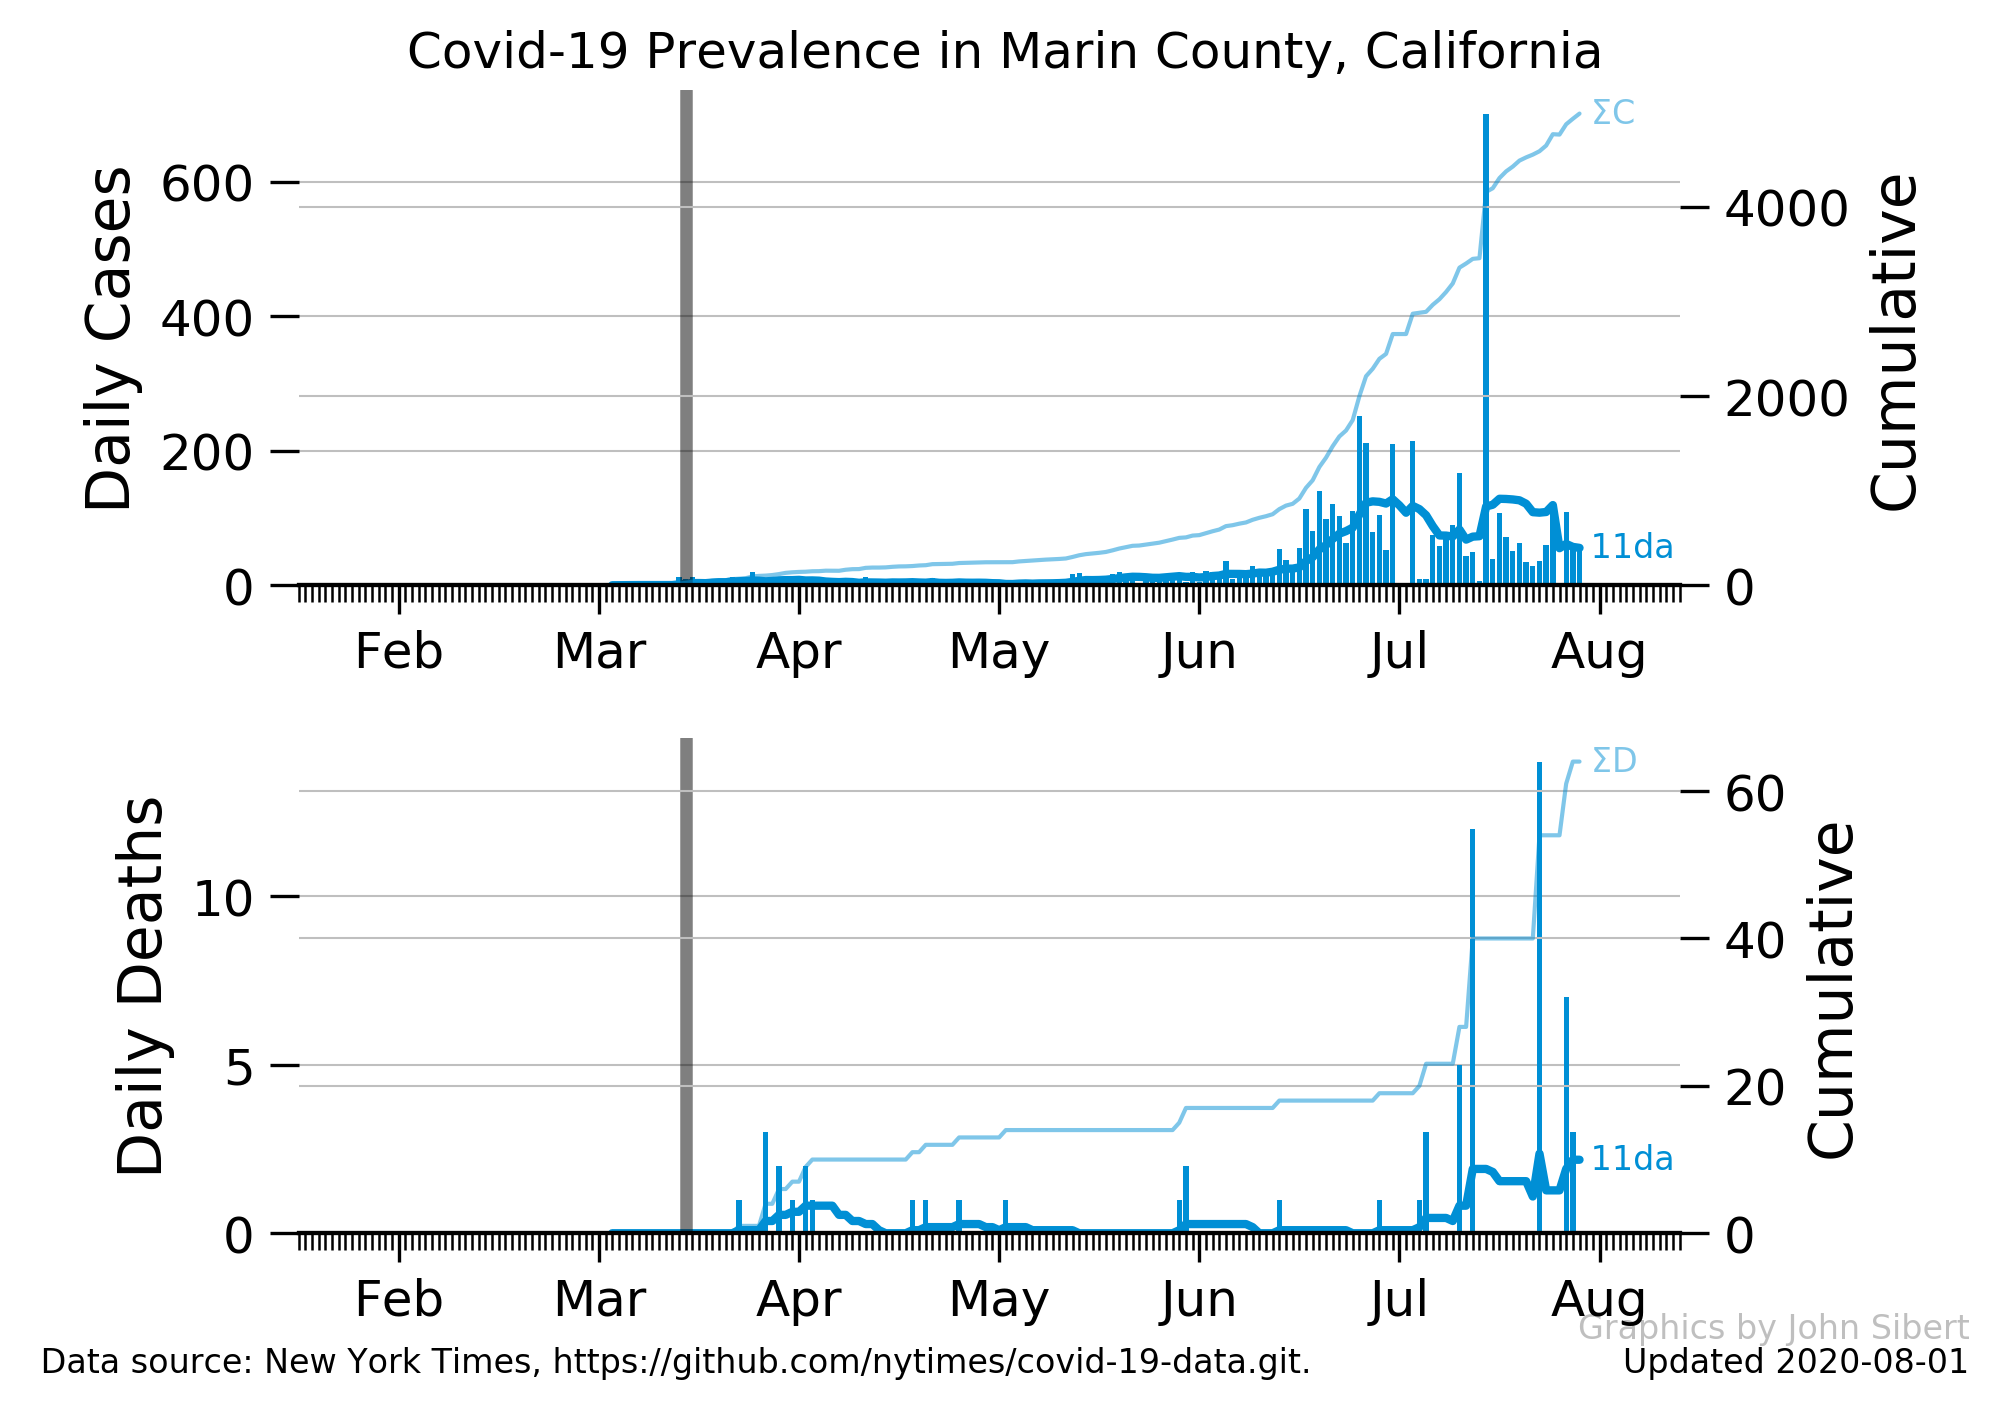 Covid-19 Prevalence in Marin County, California
Daily Cases
600
400
200
0
ΣC
11da
4000
2000
0
Cumulative
Feb Mar Apr May Jun Jul Aug
Daily Deaths
10
5
0
ΣD
11da
60
40
20
0
Cumulative
Feb Mar Apr May Jun Jul Aug
Graphics by John Sibert
Data source: New York Times, https://github.com/nytimes/covid-19-data.git.
Updated 2020-08-01